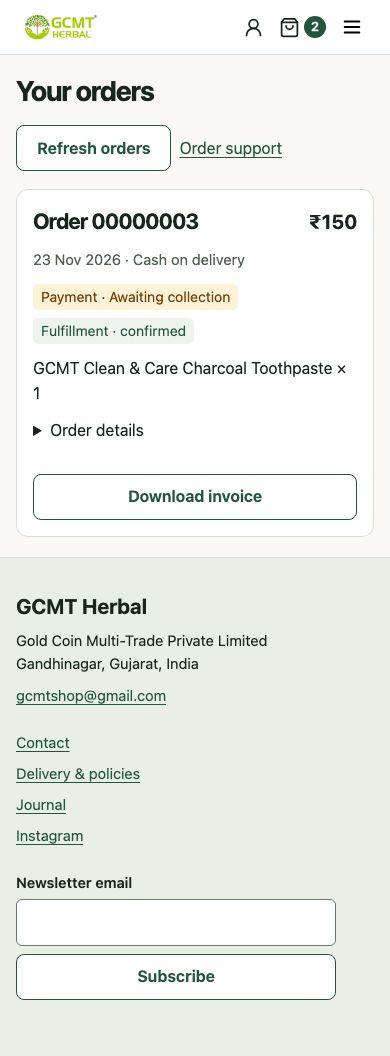 GCMT
HERBAL
2
Your orders
Refresh orders
Order support
Order 00000003
₹150
23 Nov 2026 · Cash on delivery
Payment · Awaiting collection
Fulfillment · confirmed
GCMT Clean & Care Charcoal Toothpaste ×
1
Order details
Download invoice
GCMT Herbal
Gold Coin Multi-Trade Private Limited
Gandhinagar, Gujarat, India
gcmtshop@gmail.com
Contact
Delivery & policies
Journal
Instagram
Newsletter email
Subscribe